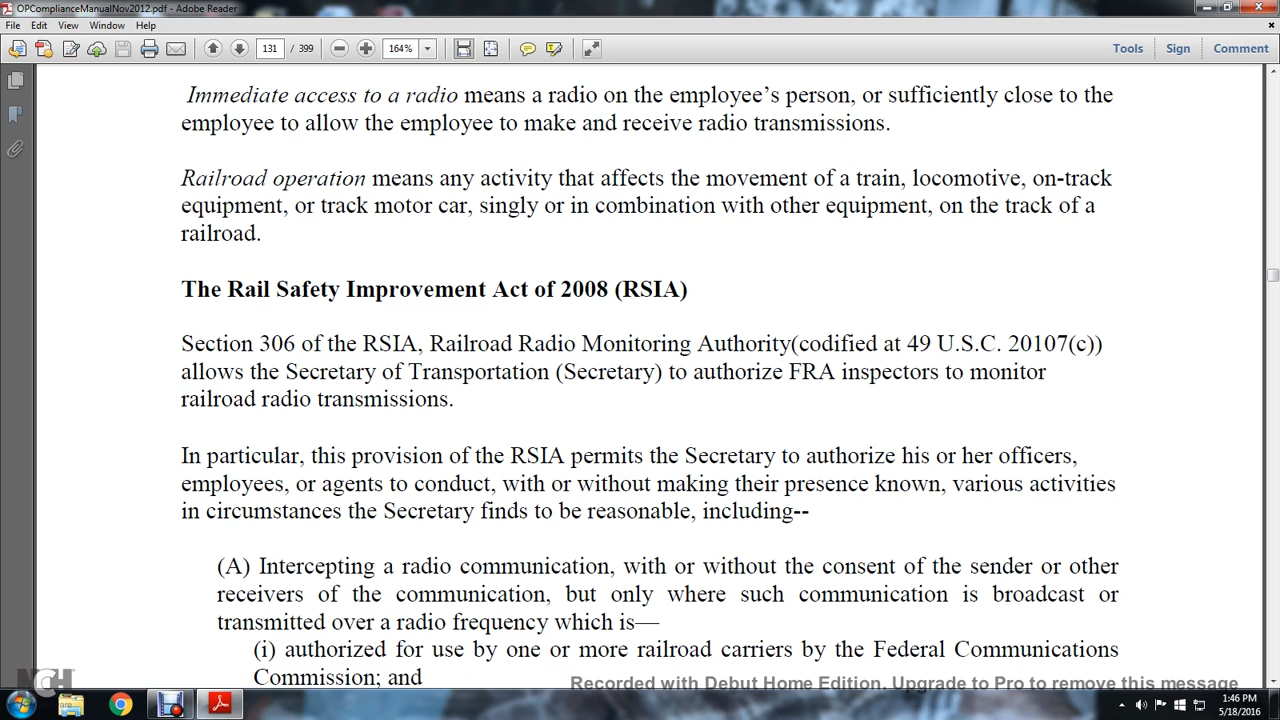 OPComplianceManualNov2012.pdf - Adobe Reader
File Edit View Window Help
131 / 399 164% Tools Sign Comment
Immediate access to a radio means a radio on the employee's person, or sufficiently close to the
employee to allow the employee to make and receive radio transmissions.
Railroad operation means any activity that affects the movement of a train, locomotive, on-track
equipment, or track motor car, singly or in combination with other equipment, on the track of a
railroad.
The Rail Safety Improvement Act of 2008 (RSIA)
Section 306 of the RSIA, Railroad Radio Monitoring Authority(codified at 49 U.S.C. 20107(c))
allows the Secretary of Transportation (Secretary) to authorize FRA inspectors to monitor
railroad radio transmissions.
In particular, this provision of the RSIA permits the Secretary to authorize his or her officers,
employees, or agents to conduct, with or without making their presence known, various activities
in circumstances the Secretary finds to be reasonable, including--
(A) Intercepting a radio communication, with or without the consent of the sender or other
receivers of the communication, but only where such communication is broadcast or
transmitted over a radio frequency which is—
(i) authorized for use by one or more railroad carriers by the Federal Communications
Commission; and
NCH
Recorded with Debut Home Edition. Upgrade to Pro to remove this message
1:46 PM
5/18/2016